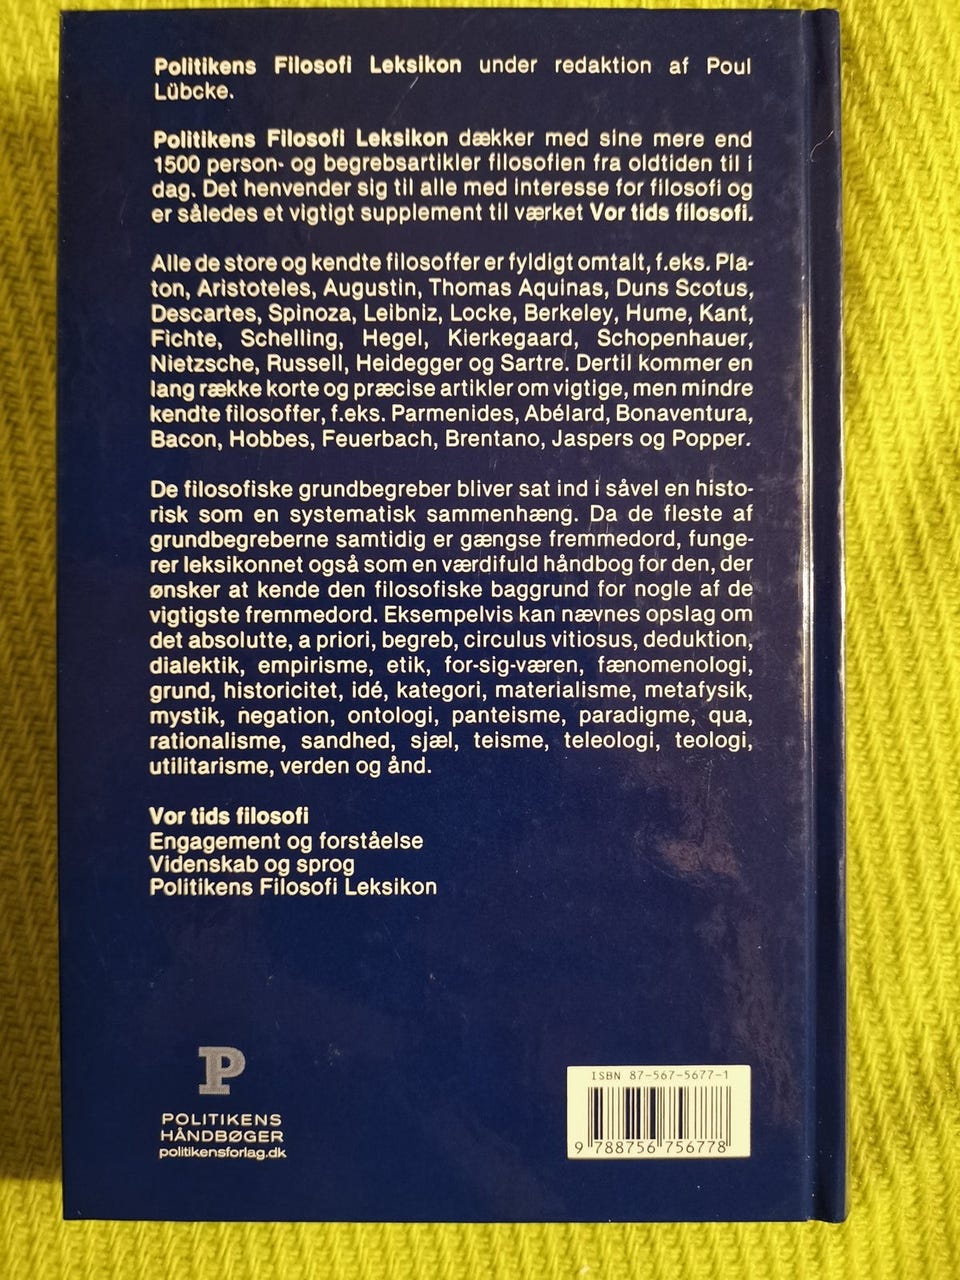 Politikens Filosofi Leksikon under redaktion af Poul
Lübcke.
Politikens Filosofi Leksikon dækker med sine mere end
1500 person- og begrebsartikler filosofien fra oldtiden til i
dag. Det henvender sig til alle med interesse for filosofi og
er således et vigtigt supplement til værket Vor tids filosofi.
Alle de store og kendte filosoffer er fyldigt omtalt, f.eks. Pla-
ton, Aristoteles, Augustin, Thomas Aquinas, Duns Scotus,
Descartes, Spinoza, Leibniz, Locke, Berkeley, Hume, Kant,
Fichte, Schelling, Hegel, Kierkegaard, Schopenhauer,
Nietzsche, Russell, Heidegger og Sartre. Dertil kommer en
lang række korte og præcise artikler om vigtige, men mindre
kendte filosoffer, f.eks. Parmenides, Abélard, Bonaventura,
Bacon, Hobbes, Feuerbach, Brentano, Jaspers og Popper.
De filosofiske grundbegreber bliver sat ind i såvel en histo-
risk som en systematisk sammenhæng. Da de fleste af
grundbegreberne samtidig er gængse fremmedord, funge-
rer leksikonnet også som en værdifuld håndbog for den, der
ønsker at kende den filosofiske baggrund for nogle af de
vigtigste fremmedord. Eksempelvis kan nævnes opslag om
det absolutte, a priori, begreb, circulus vitiosus, deduktion,
dialektik, empirisme, etik, for-sig-væren, fænomenologi,
grund, historicitet, idé, kategori, materialisme, metafysik,
mystik, negation, ontologi, panteisme, paradigme, qua,
rationalisme, sandhed, sjæl, teisme, teleologi, teologi,
utilitarisme, verden og ånd.
Vor tids filosofi
Engagement og forståelse
Videnskab og sprog
Politikens Filosofi Leksikon
P
POLITIKENS
HÅNDBØGER
politikensforlag.dk
ISBN 87-567-5677-1
9 788756 756778